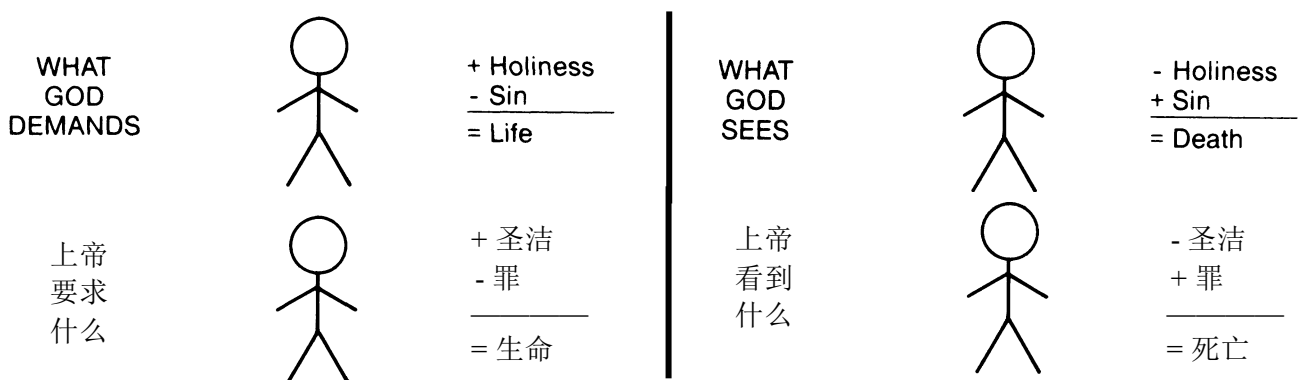 WHAT
GOD
DEMANDS
+ Holiness
- Sin
= Life
WHAT
GOD
SEES
- Holiness
+ Sin
= Death
上帝
要求
什么
+ 圣洁
- 罪
= 生命
上帝
看到
什么
- 圣洁
+ 罪
= 死亡